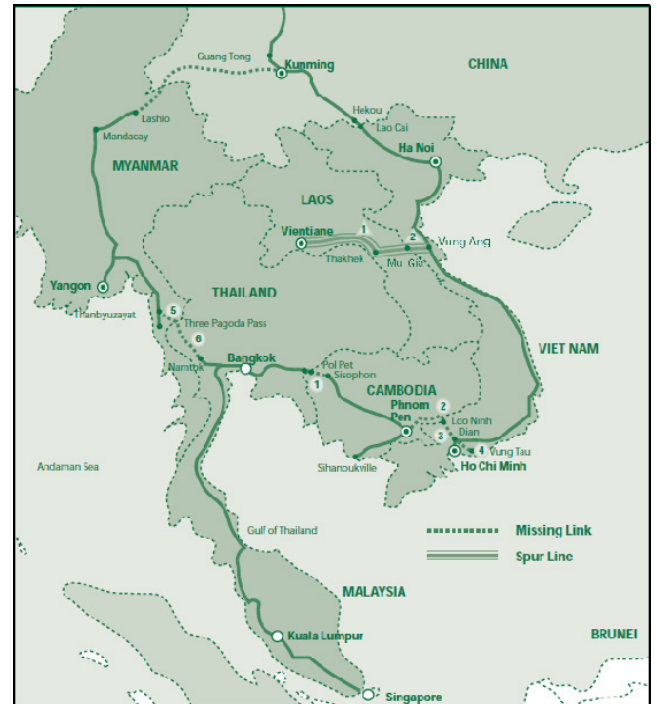 Guang Tong
Kunming
CHINA
Lashio
Hekou
Lao Cai
Mandacay
Ha Noi
MYANMAR
LAOS
Vientiane
1
2
Vung Ang
Thakhek
Mu Gia
Yangon
THAILAND
Thanbyuzayat
5
Three Pagoda Pass
6
VIET NAM
Namtok
Bangkok
Poi Pet
1
Sisophon
CAMBODIA
Phnom
Pen
2
Loo Ninh
3
Dian
4
Vung Tau
Sihanoukville
Ho Chi Minh
Andaman Sea
Gulf of Thailand
Missing Link
Spur Line
MALAYSIA
Kuala Lumpur
BRUNEI
Singapore